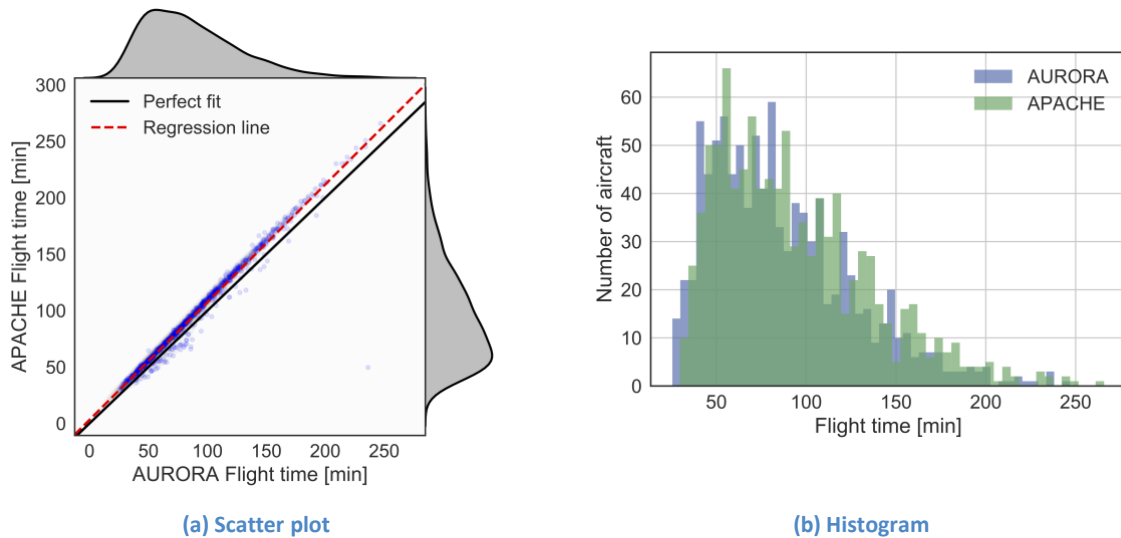 300
250
200
150
100
50
0
APACHE Flight time [min]
Perfect fit
Regression line
0 50 100 150 200 250
AURORA Flight time [min]
(a) Scatter plot
60
50
40
30
20
10
0
Number of aircraft
AURORA
APACHE
50 100 150 200 250
Flight time [min]
(b) Histogram